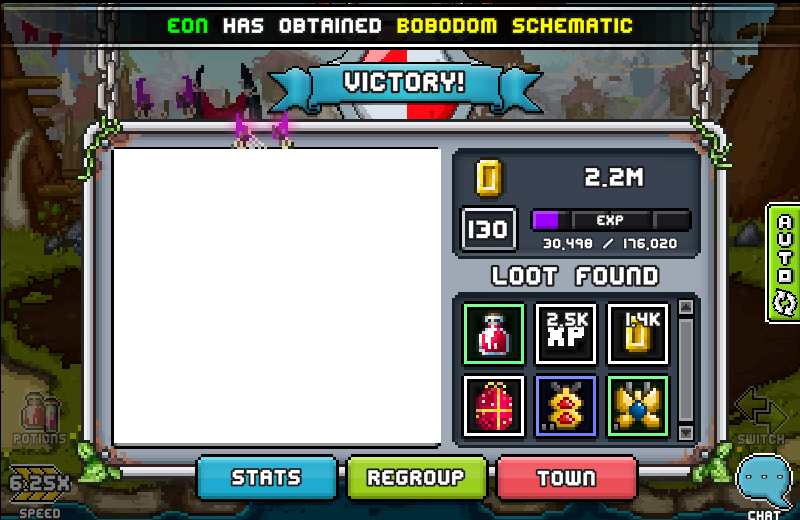 EON HAS OBTAINED BOBODOM SCHEMATIC
VICTORY!
2.2M
130
EXP
30,498 / 176,020
LOOT FOUND
2.5K
XP
1.4K
AUTO
POTIONS
SWITCH
6.25X
SPEED
STATS
REGROUP
TOWN
CHAT